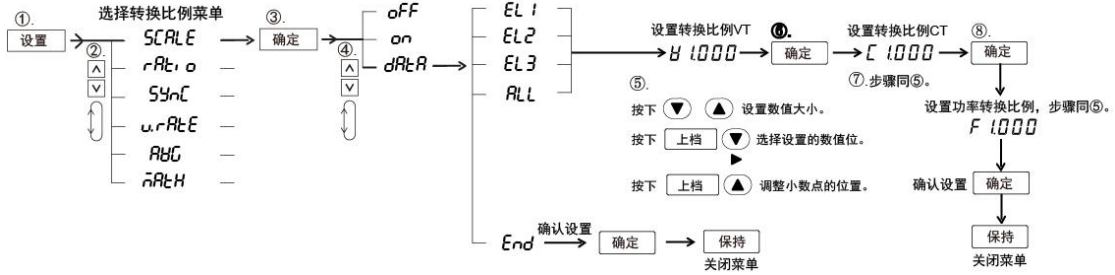 ①.
设置
选择转换比例菜单
②.
SCALE
rAtio
SYnC
u.rAtE
AVG
mAtH
③.
确定
④.
oFF
on
dAtA
EL1
EL2
EL3
ALL
End
确认设置
确定
保持
关闭菜单
设置转换比例VT
V 1.000
⑤.
按下 ▼ ▲ 设置数值大小。
按下 上档 ▼ 选择设置的数值位。
▶
按下 上档 ▲ 调整小数点的位置。
⑥.
确定
设置转换比例CT
C 1.000
⑦.步骤同⑤。
⑧.
确定
设置功率转换比例，步骤同⑤。
F 1.000
确认设置 确定
保持
关闭菜单